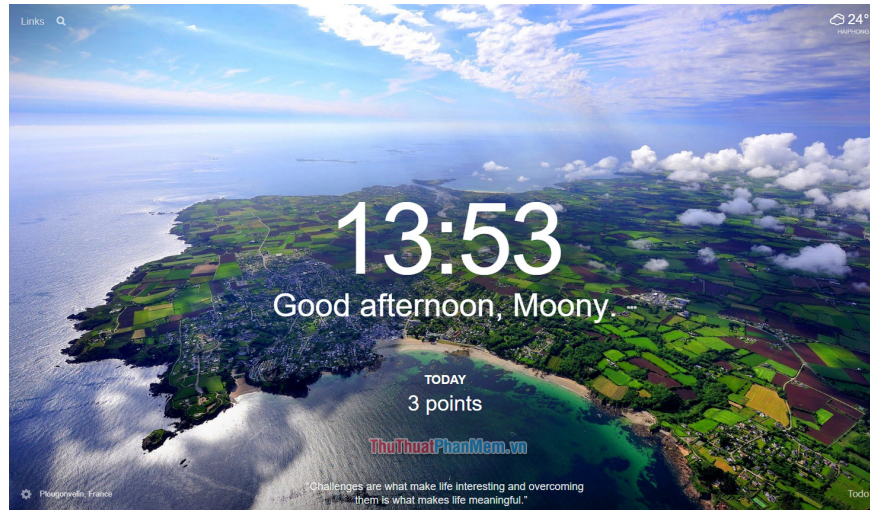 Links
24°
HAIPHONG
13:53
Good afternoon, Moony.
TODAY
3 points
ThuThuatPhanMem.vn
"Challenges are what make life interesting and overcoming
them is what makes life meaningful."
Plougonvelin, France
Todo